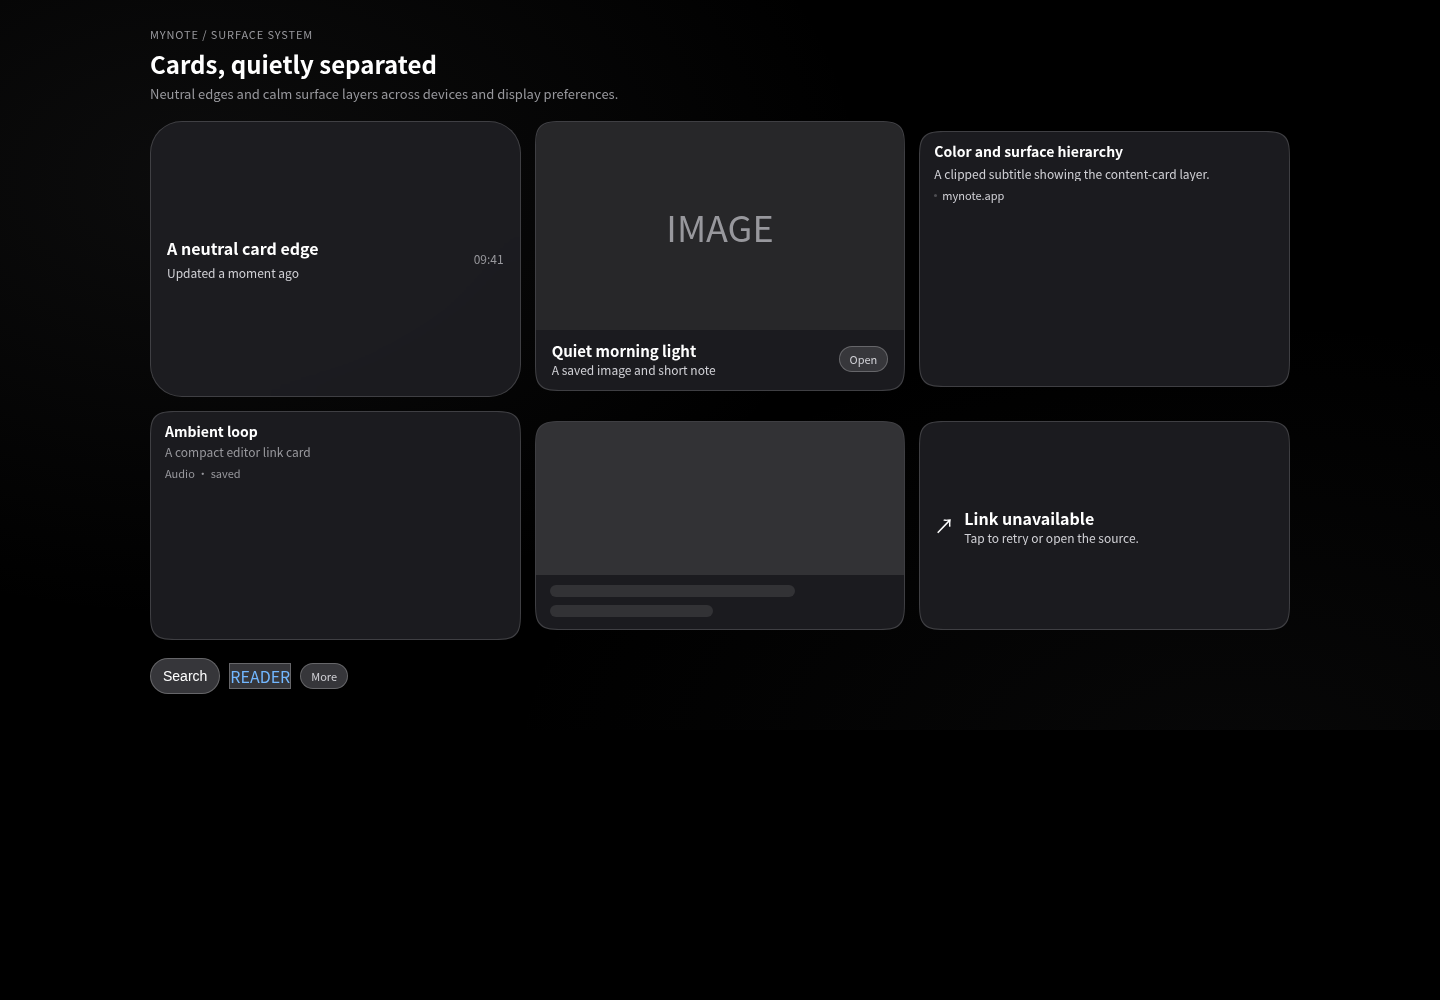 MYNOTE / SURFACE SYSTEM
Cards, quietly separated
Neutral edges and calm surface layers across devices and display preferences.
A neutral card edge
Updated a moment ago
09:41
IMAGE
Quiet morning light
A saved image and short note
Open
Color and surface hierarchy
A clipped subtitle showing the content-card layer.
mynote.app
Ambient loop
A compact editor link card
Audio • saved
↗ Link unavailable
Tap to retry or open the source.
Search
READER
More